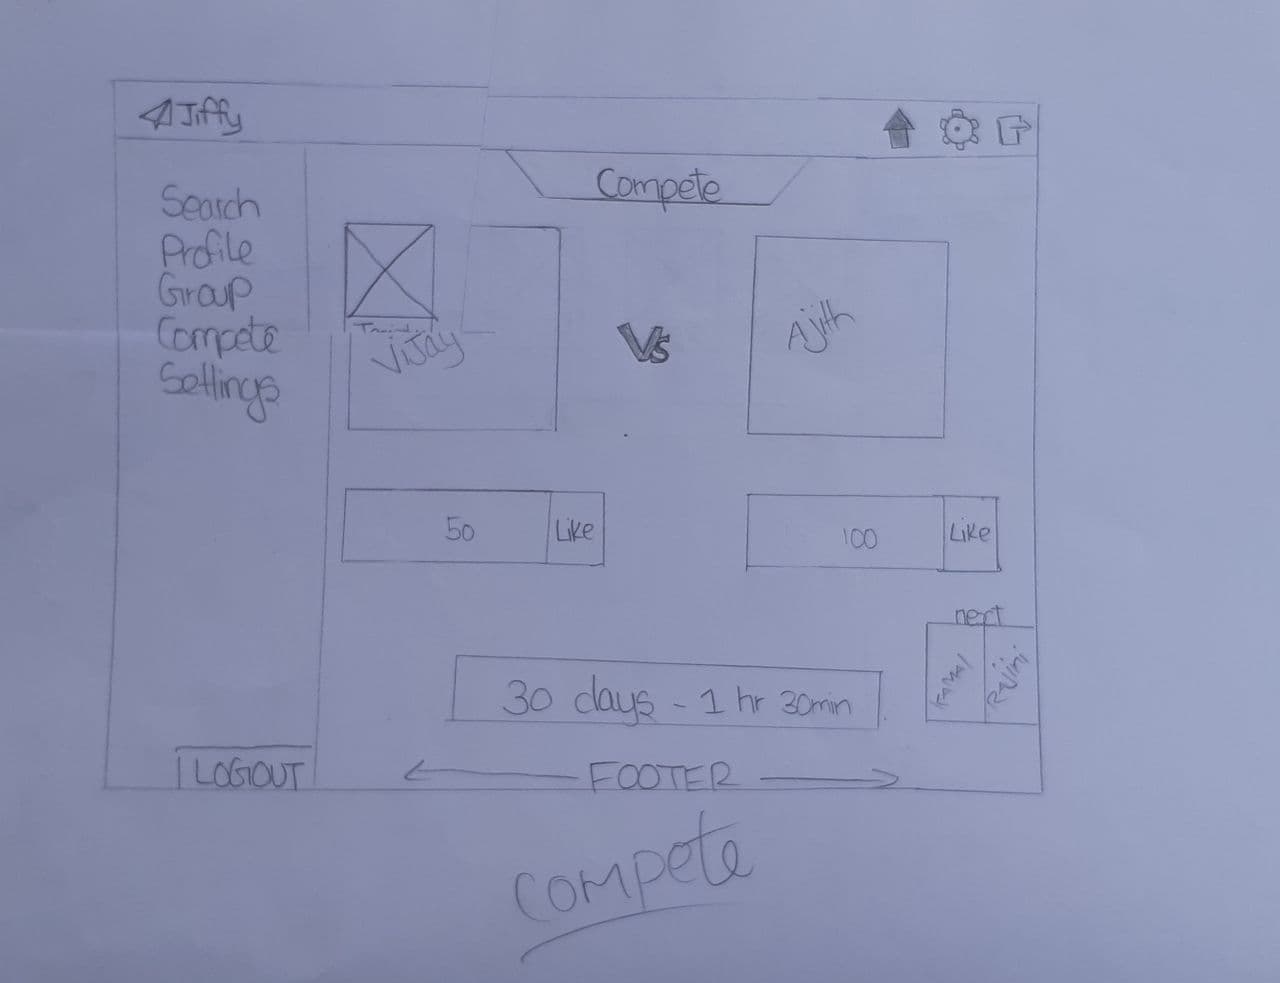 Jiffy
Compete
Search
Profile
Group
Compete
Settings
Vijay
Vs
Ajith
50 Like
100 Like
next
Rajini
30 days - 1 hr 30min
LOGOUT
FOOTER
compete